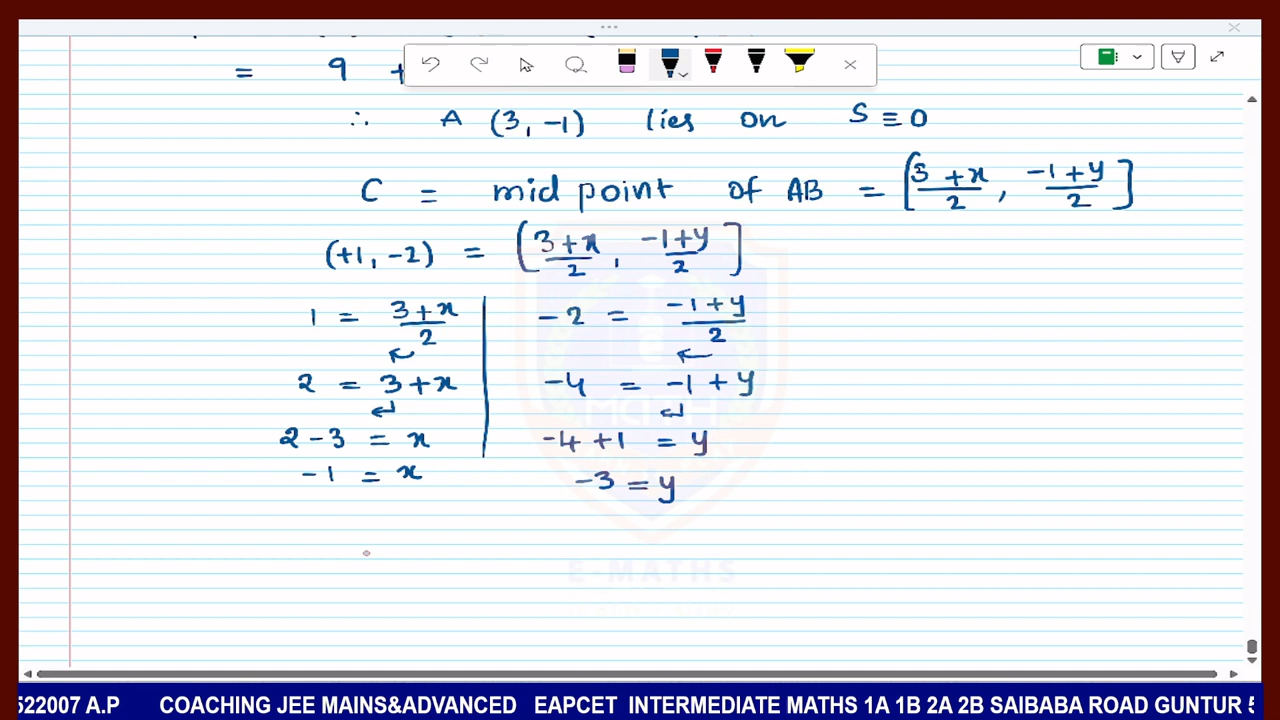 = 9 +
∴ A (3, -1) lies on S ≡ 0
C = mid point of AB = [3+x/2, -1+y/2]
(+1, -2) = [3+x/2, -1+y/2]
1 = 3+x/2
2 = 3+x
2 - 3 = x
-1 = x
-2 = -1+y/2
-4 = -1+y
-4 +1 = y
-3 = y
E-MATHS
522007 A.P COACHING JEE MAINS&ADVANCED EAPCET INTERMEDIATE MATHS 1A 1B 2A 2B SAIBABA ROAD GUNTUR 5